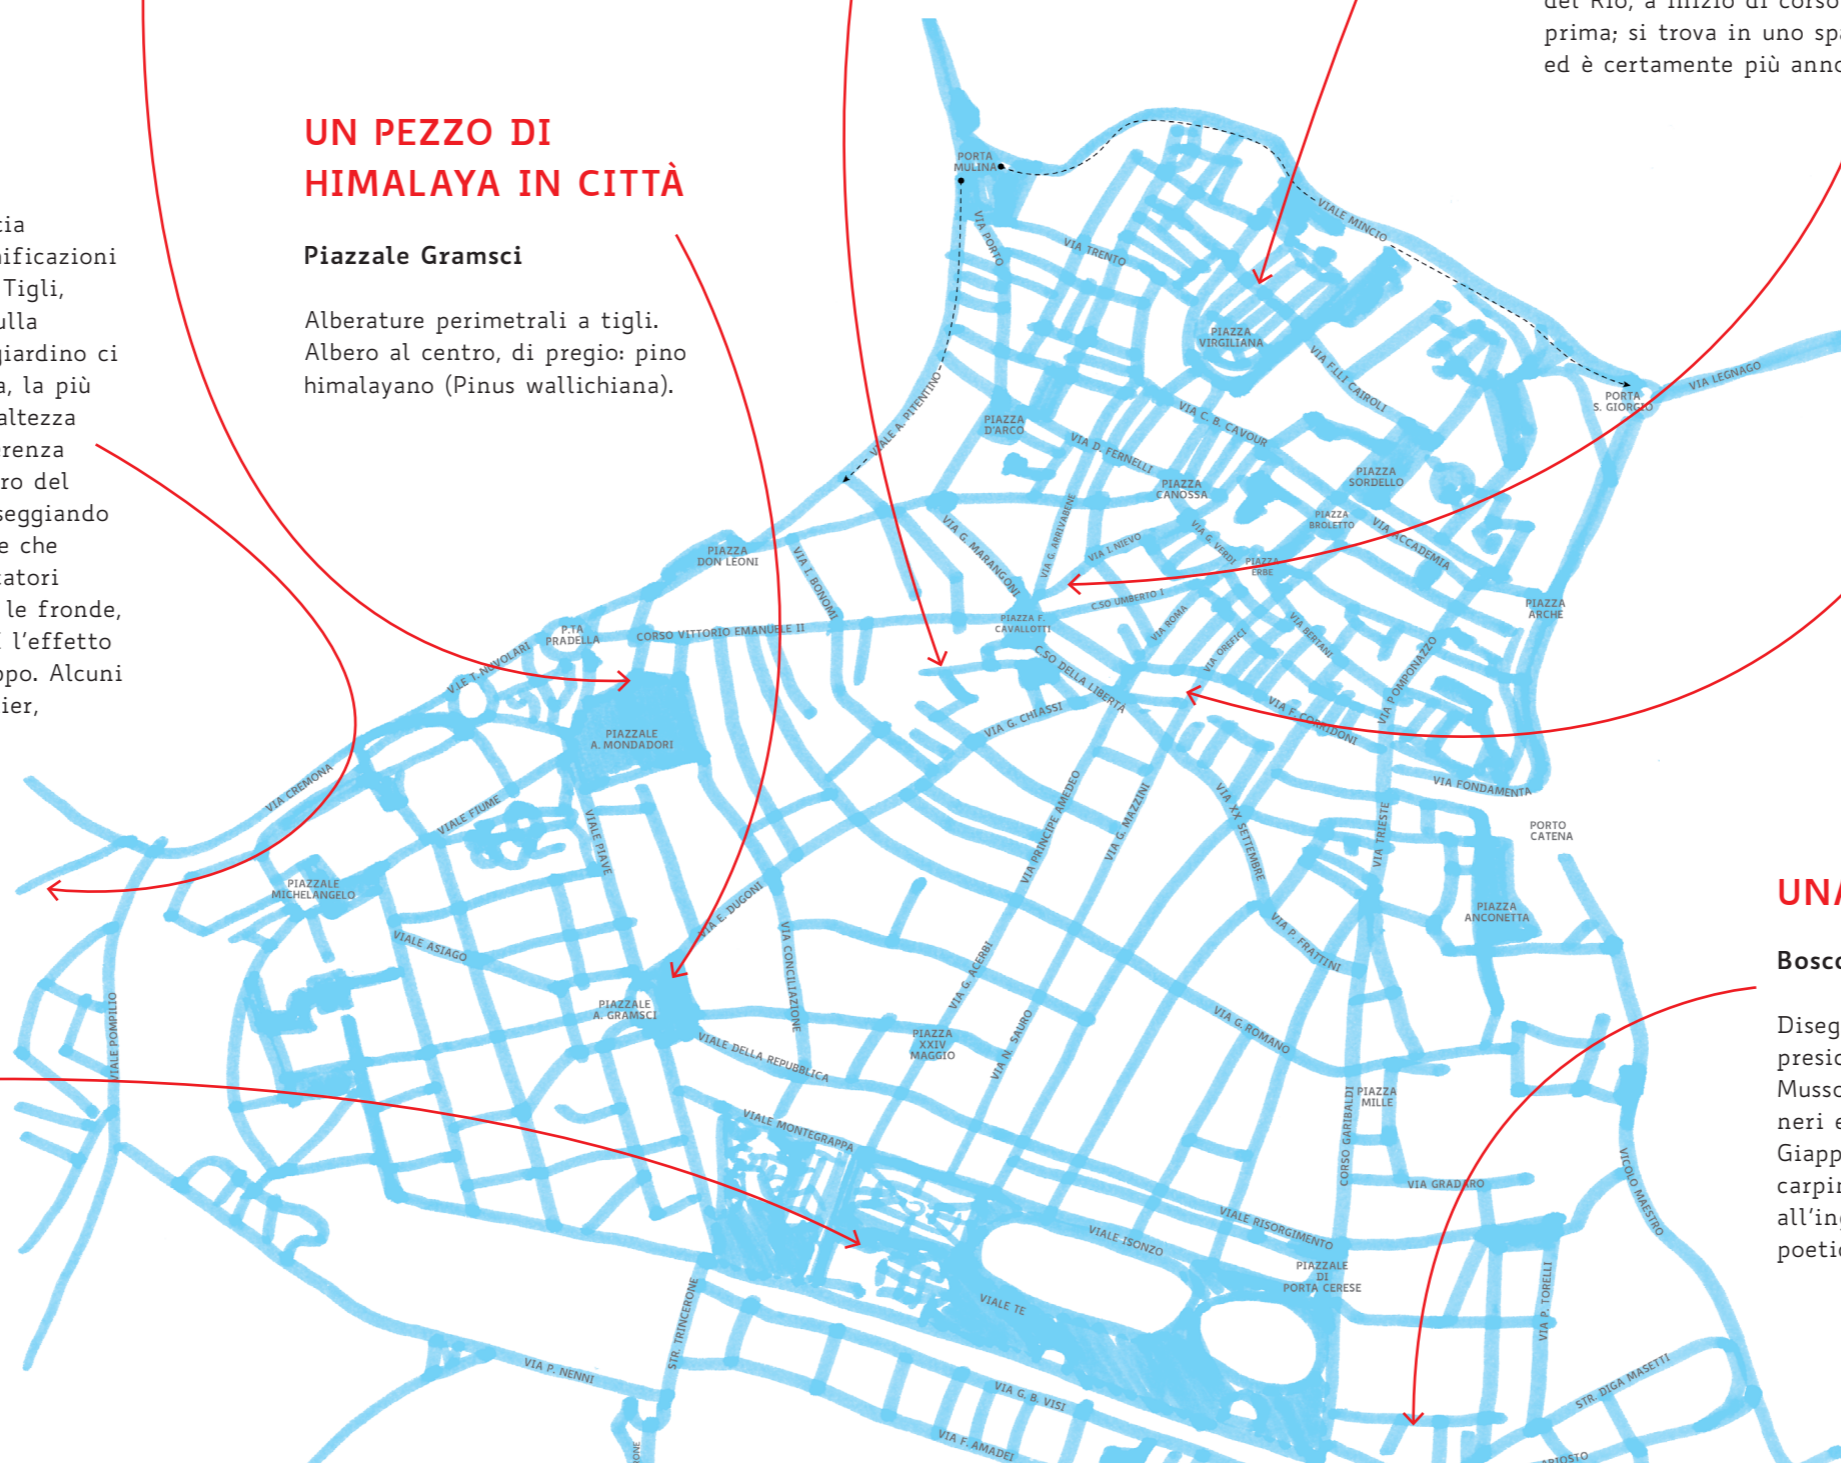 del Rio, a inizio di corso
prima; si trova in uno spa
ed è certamente più anno
UN PEZZO DI
HIMALAYA IN CITTÀ
Piazzale Gramsci
Alberature perimetrali a tigli.
Albero al centro, di pregio: pino
himalayano (Pinus wallichiana).
cia
nificazioni
Tigli,
ulla
giardino ci
a, la più
altezza
erenza
ro del
seggiando
e che
catori
le fronde,
l'effetto
ppo. Alcuni
ier,
PORTA
MULINA
VIA PORTO
VIA TRENTO
VIALE MINCIO
PIAZZA
VIRGILIANA
VIA F.LLI CAIROLI
PORTA
S. GIORGIO
VIA LEGNAGO
VIALE A. PITENTINO
PIAZZA
D'ARCO
VIA C. B. CAVOUR
VIA D. FERNELLI
PIAZZA
CANOSSA
PIAZZA
SORDELLO
PIAZZA
BROLETTO
VIA ACCADEMIA
VIA G. ARRIVABENE
VIA G. MARANGONI
VIA I. NIEVO
VIA G. VERDI
PIAZZA
ERBE
PIAZZA
DON LEONI
VIA I. BONOMI
C.SO UMBERTO I
PIAZZA F.
CAVALLOTTI
VIA ROMA
VIA OREFICI
VIA BERTANI
PIAZZA
ARCHE
P.TA
PRADELLA
CORSO VITTORIO EMANUELE II
V.LE T. NUVOLARI
C.SO DELLA LIBERTÀ
VIA P. POMPONAZZO
VIA G. CHIASSI
VIA F. CORRIDONI
PIAZZALE
A. MONDADORI
VIA CREMONA
VIALE FIUME
VIALE PIAVE
VIA PRINCIPE AMEDEO
VIA G. MAZZINI
VIA XX SETTEMBRE
VIA TRIESTE
VIA FONDAMENTA
PORTO
CATENA
PIAZZALE
MICHELANGELO
VIA E. DUGONI
VIALE ASIAGO
VIA CONCILIAZIONE
VIA G. ACERBI
VIA P. FRATTINI
PIAZZA
ANCONETTA
UNA
Bosco
PIAZZALE
A. GRAMSCI
VIALE POMPILIO
VIALE DELLA REPUBBLICA
PIAZZA
XXIV
MAGGIO
VIA N. SAURO
VIA G. ROMANO
Diseg
presid
Musso
neri e
Giapp
carpin
all'ing
poetic
PIAZZA
MILLE
CORSO GARIBALDI
VIALE MONTEGRAPPA
VIA GRADARO
VICOLO MAESTRO
VIALE RISORGIMENTO
VIALE ISONZO
PIAZZALE
DI
PORTA CERESE
VIALE TE
STR. TRINCERONE
VIA P. TORELLI
VIA P. NENNI
VIA G. B. VISI
STR. DIGA MASETTI
VIA F. AMADEI
RONE
ARIOSTO